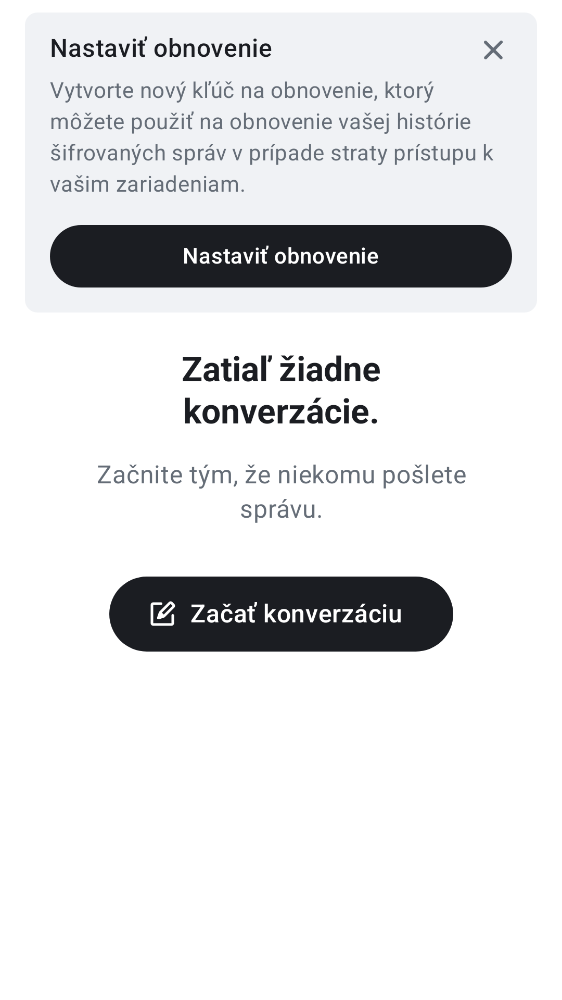 Nastaviť obnovenie
Vytvorte nový kľúč na obnovenie, ktorý
môžete použiť na obnovenie vašej histórie
šifrovaných správ v prípade straty prístupu k
vašim zariadeniam.
Nastaviť obnovenie
Zatiaľ žiadne
konverzácie.
Začnite tým, že niekomu pošlete
správu.
Začať konverzáciu